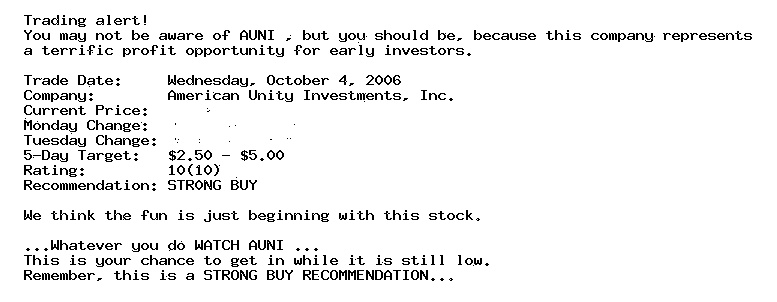 Trading alert!
You may not be aware of AUNI , but you should be, because this company represents
a terrific profit opportunity for early investors.
Trade Date: Wednesday, October 4, 2006
Company: American Unity Investments, Inc.
Current Price:
Monday Change:
Tuesday Change:
5-Day Target: $2.50 - $5.00
Rating: 10(10)
Recommendation: STRONG BUY
We think the fun is just beginning with this stock.
...Whatever you do WATCH AUNI ...
This is your chance to get in while it is still low.
Remember, this is a STRONG BUY RECOMMENDATION...